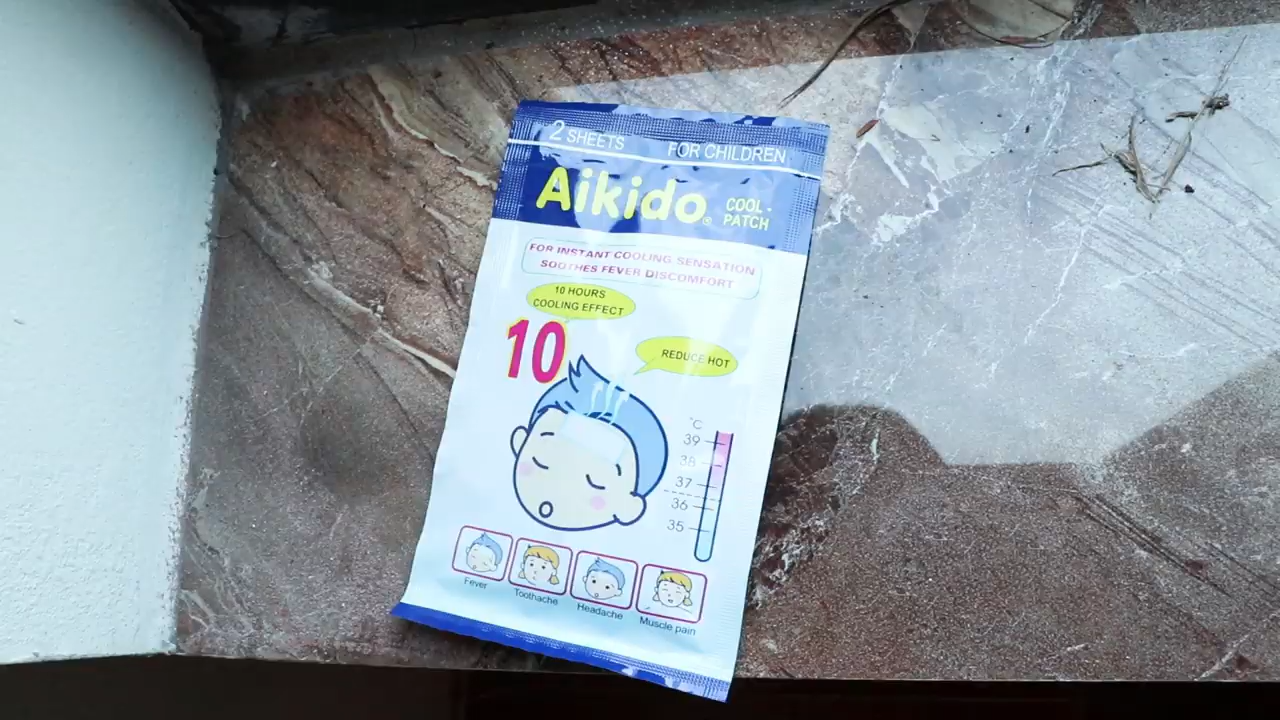 2 SHEETS FOR CHILDREN
Aikido® COOL·
PATCH
FOR INSTANT COOLING SENSATION
SOOTHES FEVER DISCOMFORT
10 HOURS
COOLING EFFECT
10
REDUCE HOT
°C
39
38
37
36
35
Fever Toothache Headache Muscle pain